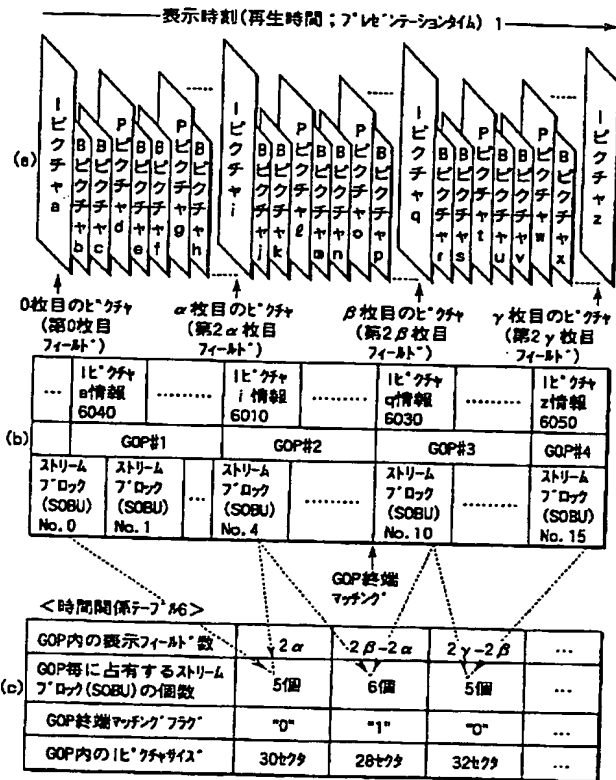 表示時刻(再生時間;プレゼンテーションタイム) 1
(a)
Iピクチャa
Bピクチャb
Bピクチャc
Pピクチャd
Bピクチャe
Bピクチャf
Pピクチャg
Bピクチャh
Iピクチャi
Bピクチャj
Bピクチャk
Pピクチャl
Bピクチャm
Bピクチャn
Pピクチャo
Bピクチャp
Iピクチャq
Bピクチャr
Bピクチャs
Pピクチャt
Bピクチャu
Bピクチャv
Pピクチャw
Bピクチャx
Iピクチャz
0枚目のピクチャ
(第0枚目
フィールド)
α枚目のピクチャ
(第2α枚目
フィールド)
β枚目のピクチャ
(第2β枚目
フィールド)
γ枚目のピクチャ
(第2γ枚目
フィールド)
(b)
… Iピクチャ
a情報
6040
……… Iピクチャ
i情報
6010
……… Iピクチャ
q情報
6030
……… Iピクチャ
z情報
6050
GOP#1 GOP#2 GOP#3 GOP#4
ストリーム
ブロック
(SOBU)
No.0
ストリーム
ブロック
(SOBU)
No.1
… ストリーム
ブロック
(SOBU)
No.4
……… ストリーム
ブロック
(SOBU)
No.10
……… ストリーム
ブロック
(SOBU)
No.15
GOP終端
マッチング
<時間関係テーブル6>
(c)
GOP内の表示フィールド数 2α 2β-2α 2γ-2β …
GOP毎に占有するストリーム
ブロック(SOBU)の個数 5個 6個 5個 …
GOP終端マッチングフラグ "0" "1" "0" …
GOP内のIピクチャサイズ 30セクタ 28セクタ 32セクタ …